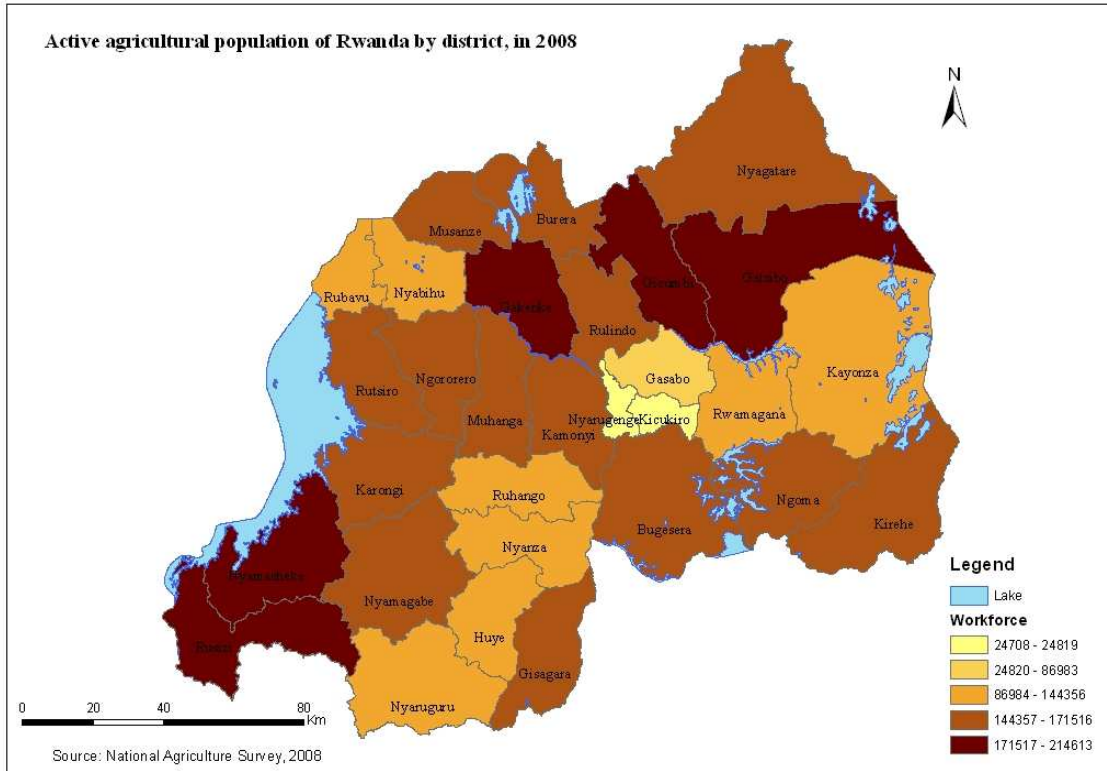 Active agricultural population of Rwanda by district, in 2008
N
Nyagatare
Burera
Musanze
Gicumbi
Gatsibo
Rubavu
Nyabihu
Gakenke
Rulindo
Gasabo
Kayonza
Rutsiro
Ngororero
Muhanga
Kamonyi
Nyarugenge
Kicukiro
Rwamagana
Karongi
Ruhango
Bugesera
Ngoma
Kirehe
Nyanza
Nyamasheke
Nyamagabe
Rusizi
Huye
Gisagara
Nyaruguru
Legend
Lake
Workforce
24708 - 24819
24820 - 86983
86984 - 144356
144357 - 171516
171517 - 214613
0 20 40 80
Km
Source: National Agriculture Survey, 2008